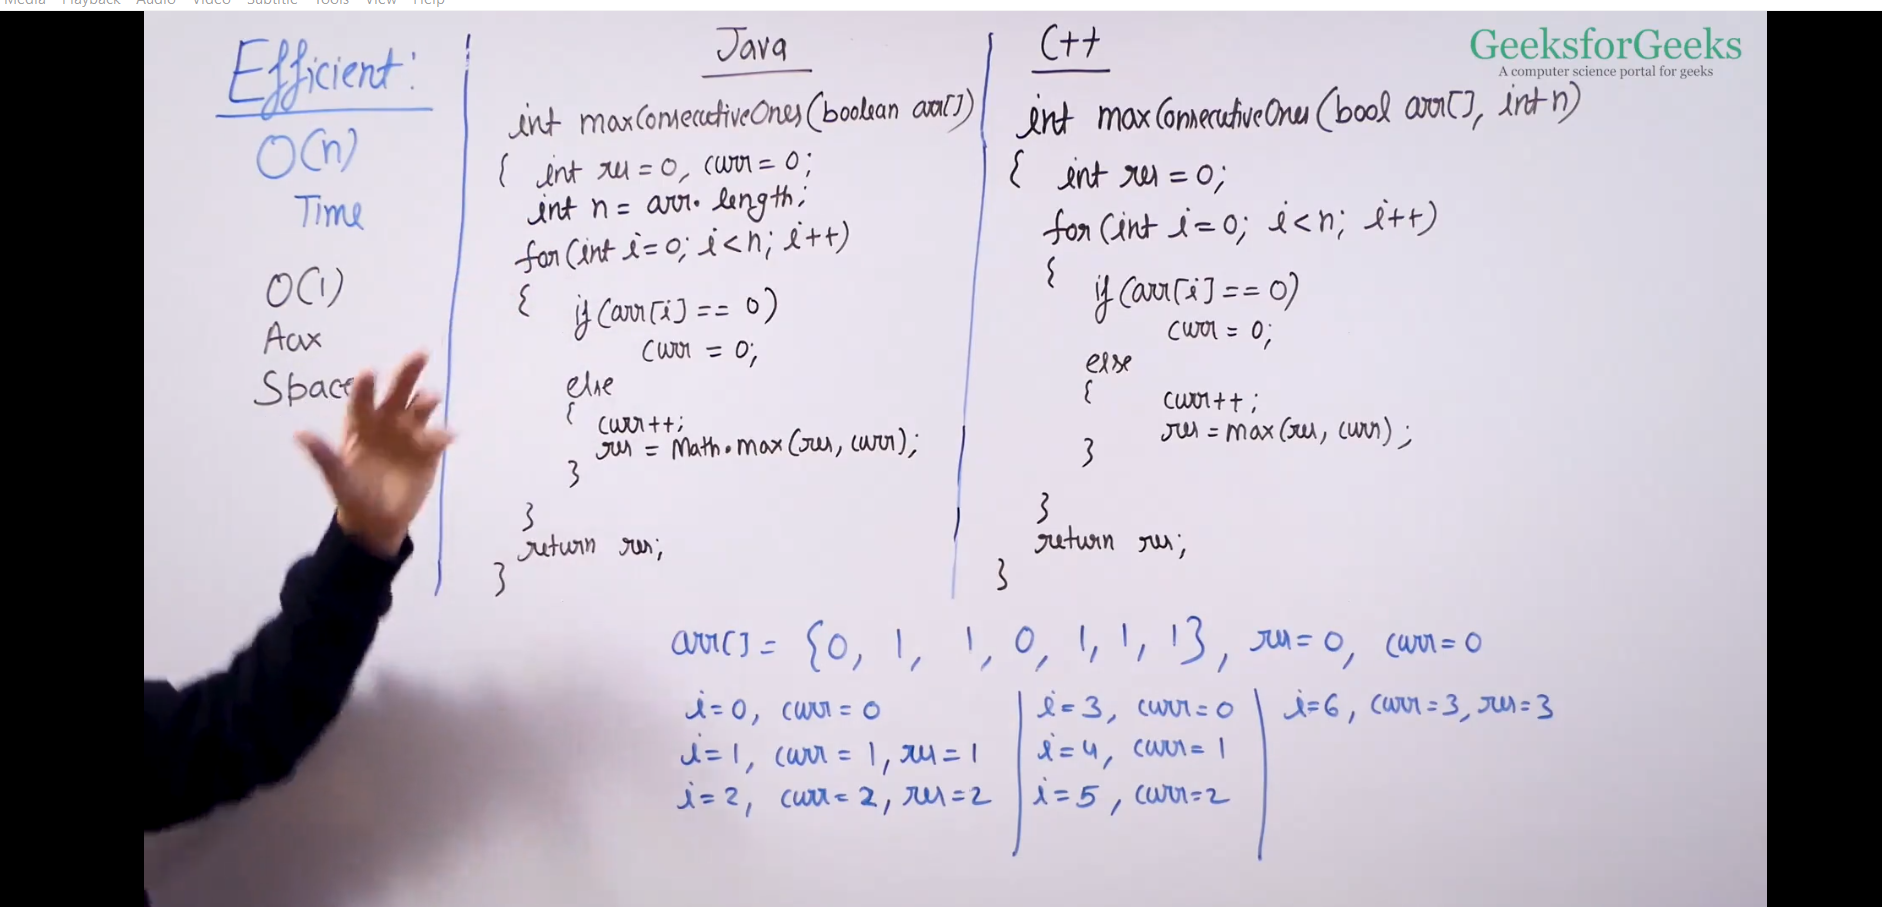 Media Playback Audio Video Subtitle Tools View Help
GeeksforGeeks
A computer science portal for geeks
Efficient:
O(n)
Time
O(1)
Aux
Space
Java
int maxConsecutiveOnes(boolean arr[])
{ int res = 0, curr = 0;
int n = arr.length;
for(int i=0; i<n; i++)
{ if(arr[i] == 0)
curr = 0;
else
{ curr++;
res = Math.max(res, curr);
}
}
return res;
}
C++
int maxConsecutiveOnes(bool arr[], int n)
{ int res = 0;
for(int i=0; i<n; i++)
{
if(arr[i] == 0)
curr = 0;
else
{ curr++;
res = max(res, curr);
}
}
return res;
}
arr[] = {0, 1, 1, 0, 1, 1, 1}, res=0, curr=0
i=0, curr=0
i=1, curr=1, res=1
i=2, curr=2, res=2
i=3, curr=0
i=4, curr=1
i=5, curr=2
i=6, curr=3, res=3